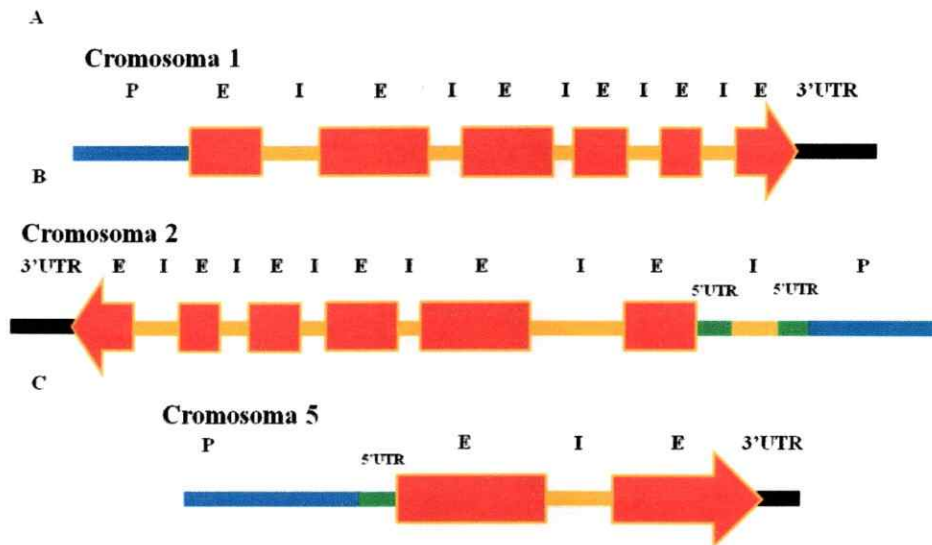 A
Cromosoma 1
P E I E I E I E I E I E 3'UTR
B
Cromosoma 2
3'UTR E I E I E I E I E I E I P
5'UTR 5'UTR
C
Cromosoma 5
P E I E 3'UTR
5'UTR